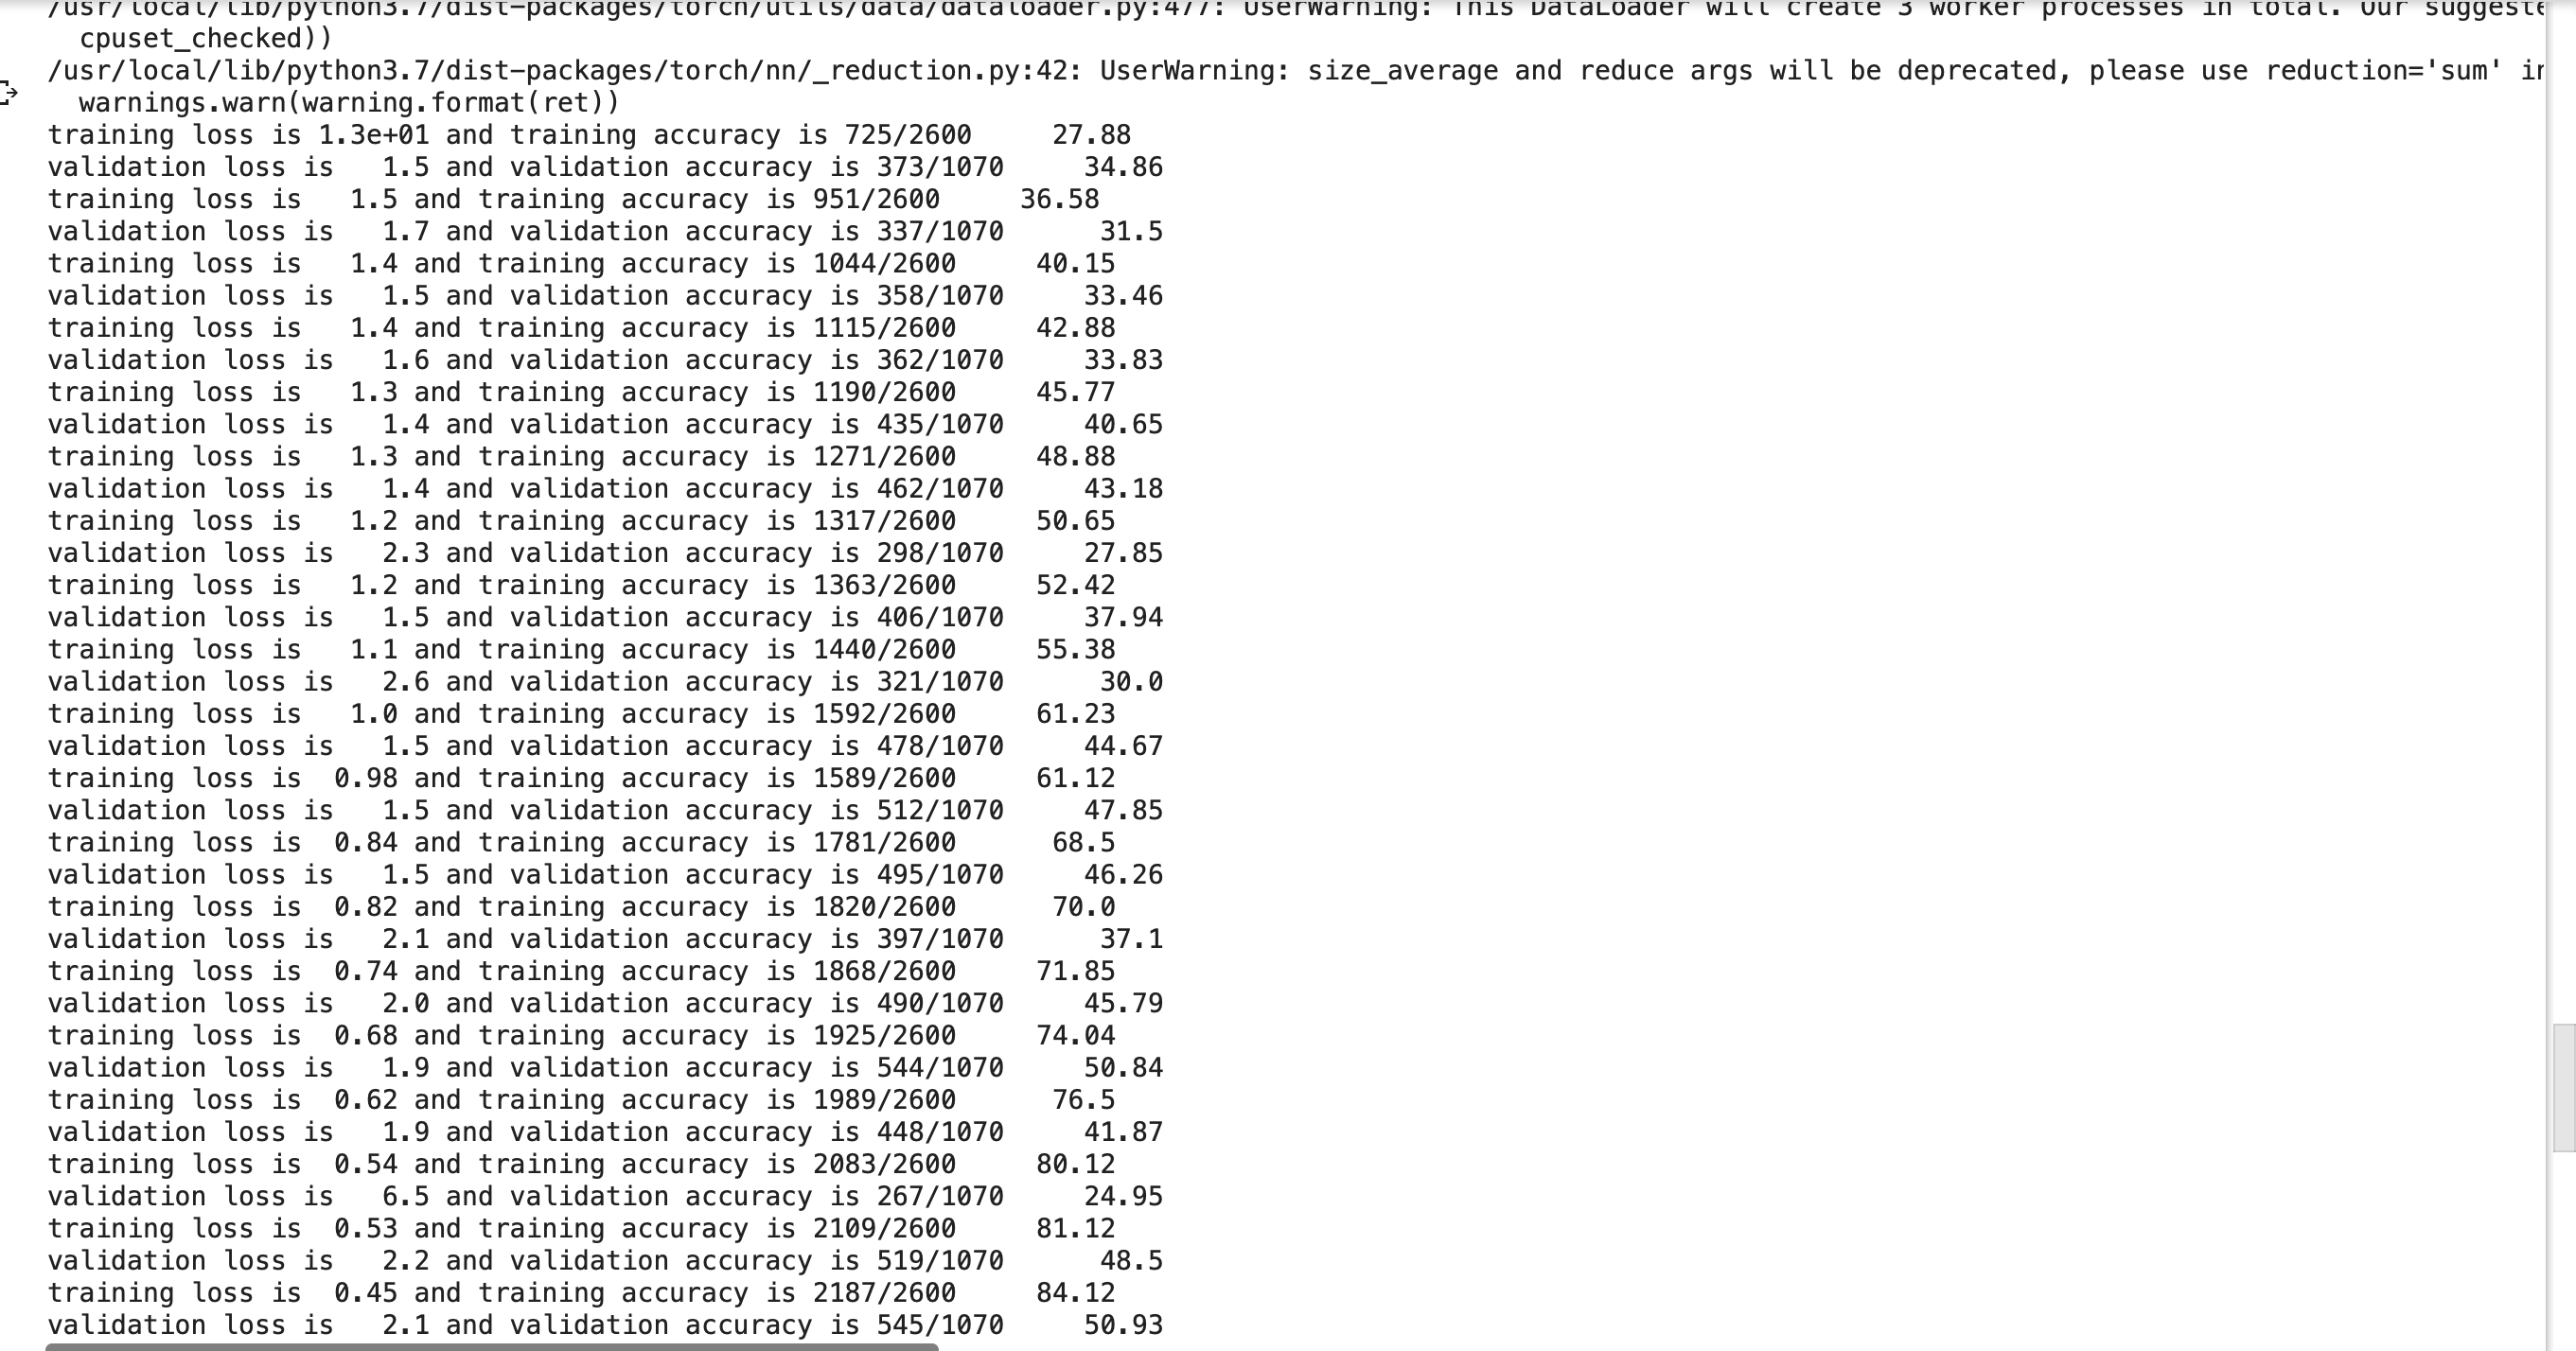 /usr/local/lib/python3.7/dist-packages/torch/utils/data/dataloader.py:477: UserWarning: This DataLoader will create 3 worker processes in total. Our suggeste
  cpuset_checked))
/usr/local/lib/python3.7/dist-packages/torch/nn/_reduction.py:42: UserWarning: size_average and reduce args will be deprecated, please use reduction='sum' in
  warnings.warn(warning.format(ret))
training loss is 1.3e+01 and training accuracy is 725/2600     27.88
validation loss is   1.5 and validation accuracy is 373/1070     34.86
training loss is   1.5 and training accuracy is 951/2600     36.58
validation loss is   1.7 and validation accuracy is 337/1070      31.5
training loss is   1.4 and training accuracy is 1044/2600     40.15
validation loss is   1.5 and validation accuracy is 358/1070     33.46
training loss is   1.4 and training accuracy is 1115/2600     42.88
validation loss is   1.6 and validation accuracy is 362/1070     33.83
training loss is   1.3 and training accuracy is 1190/2600     45.77
validation loss is   1.4 and validation accuracy is 435/1070     40.65
training loss is   1.3 and training accuracy is 1271/2600     48.88
validation loss is   1.4 and validation accuracy is 462/1070     43.18
training loss is   1.2 and training accuracy is 1317/2600     50.65
validation loss is   2.3 and validation accuracy is 298/1070     27.85
training loss is   1.2 and training accuracy is 1363/2600     52.42
validation loss is   1.5 and validation accuracy is 406/1070     37.94
training loss is   1.1 and training accuracy is 1440/2600     55.38
validation loss is   2.6 and validation accuracy is 321/1070      30.0
training loss is   1.0 and training accuracy is 1592/2600     61.23
validation loss is   1.5 and validation accuracy is 478/1070     44.67
training loss is  0.98 and training accuracy is 1589/2600     61.12
validation loss is   1.5 and validation accuracy is 512/1070     47.85
training loss is  0.84 and training accuracy is 1781/2600      68.5
validation loss is   1.5 and validation accuracy is 495/1070     46.26
training loss is  0.82 and training accuracy is 1820/2600      70.0
validation loss is   2.1 and validation accuracy is 397/1070      37.1
training loss is  0.74 and training accuracy is 1868/2600     71.85
validation loss is   2.0 and validation accuracy is 490/1070     45.79
training loss is  0.68 and training accuracy is 1925/2600     74.04
validation loss is   1.9 and validation accuracy is 544/1070     50.84
training loss is  0.62 and training accuracy is 1989/2600      76.5
validation loss is   1.9 and validation accuracy is 448/1070     41.87
training loss is  0.54 and training accuracy is 2083/2600     80.12
validation loss is   6.5 and validation accuracy is 267/1070     24.95
training loss is  0.53 and training accuracy is 2109/2600     81.12
validation loss is   2.2 and validation accuracy is 519/1070      48.5
training loss is  0.45 and training accuracy is 2187/2600     84.12
validation loss is   2.1 and validation accuracy is 545/1070     50.93